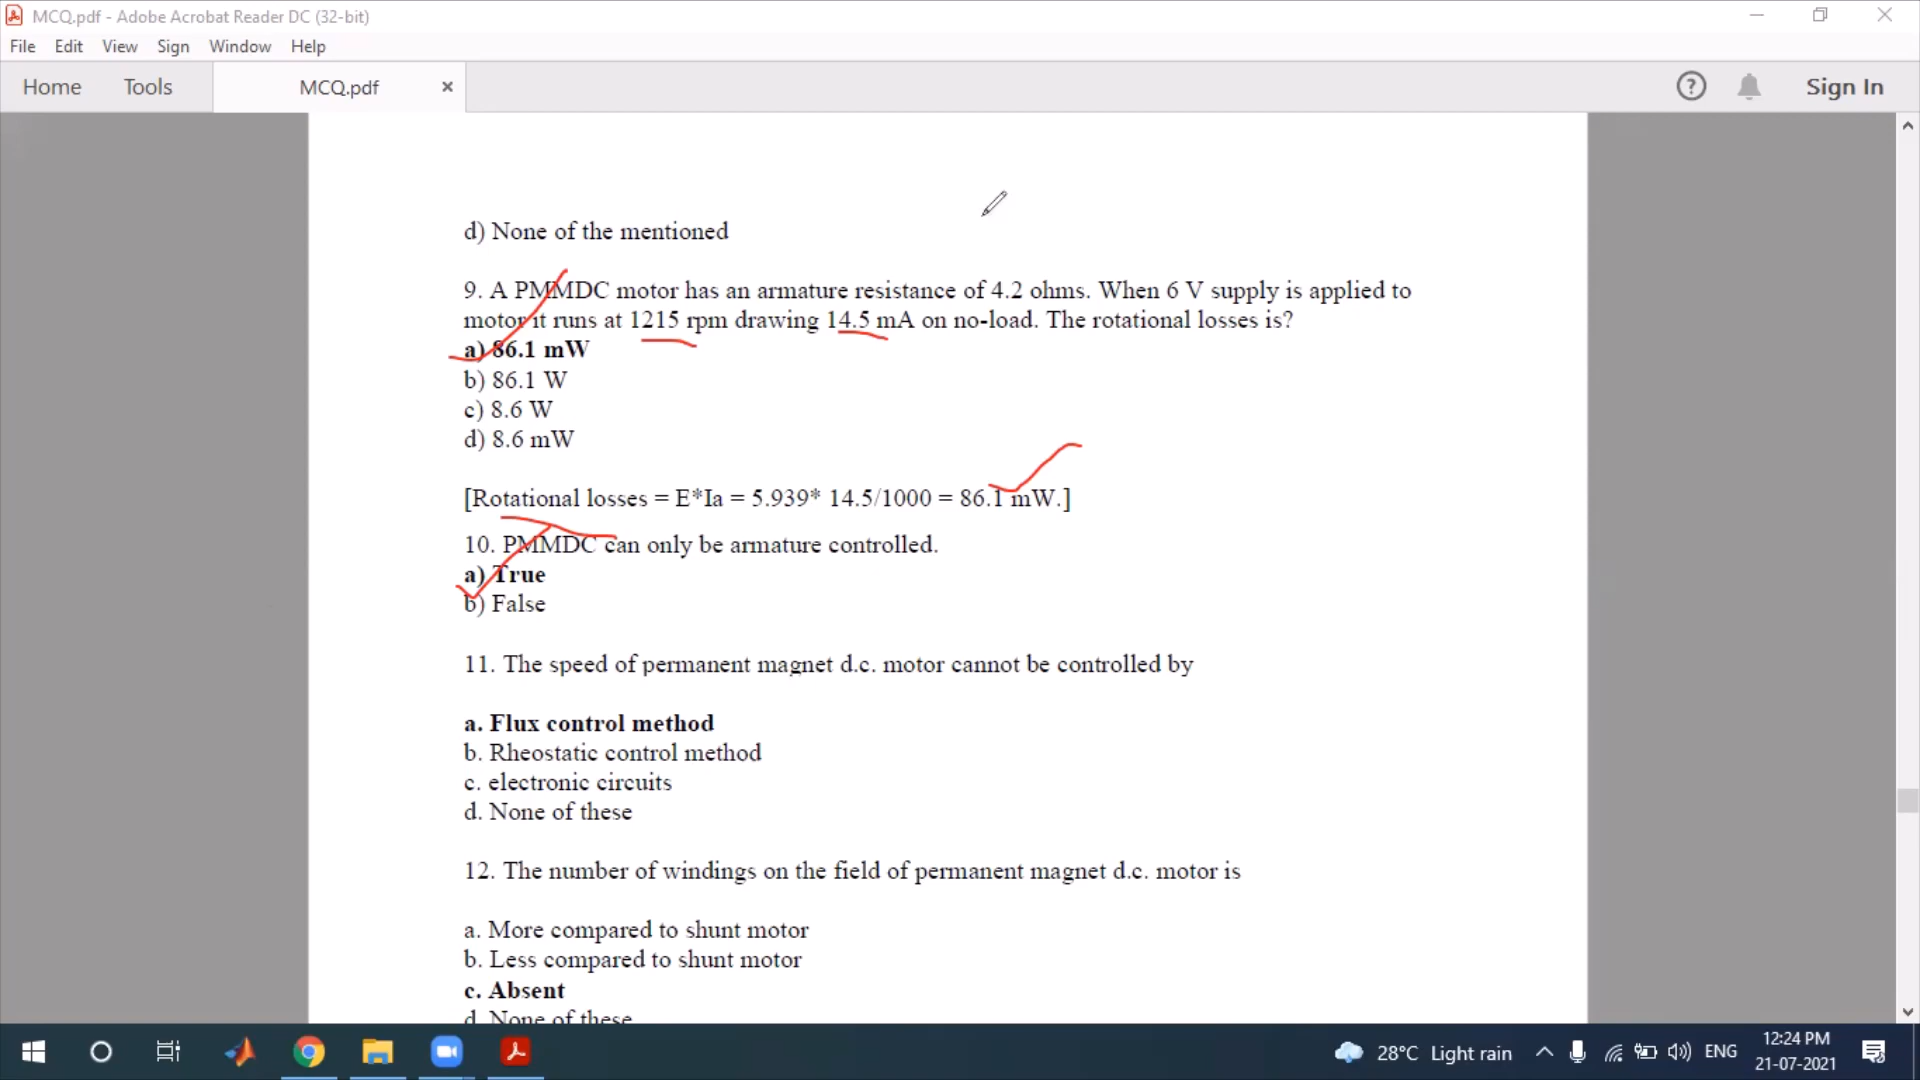 MCQ.pdf - Adobe Acrobat Reader DC (32-bit)
File Edit View Sign Window Help
Home Tools MCQ.pdf × ? Sign In
d) None of the mentioned
9. A PMMDC motor has an armature resistance of 4.2 ohms. When 6 V supply is applied to
motor it runs at 1215 rpm drawing 14.5 mA on no-load. The rotational losses is?
a) 86.1 mW
b) 86.1 W
c) 8.6 W
d) 8.6 mW
[Rotational losses = E*Ia = 5.939* 14.5/1000 = 86.1 mW.]
10. PMMDC can only be armature controlled.
a) True
b) False
11. The speed of permanent magnet d.c. motor cannot be controlled by
a. Flux control method
b. Rheostatic control method
c. electronic circuits
d. None of these
12. The number of windings on the field of permanent magnet d.c. motor is
a. More compared to shunt motor
b. Less compared to shunt motor
c. Absent
d. None of these
28°C Light rain ENG 12:24 PM
21-07-2021